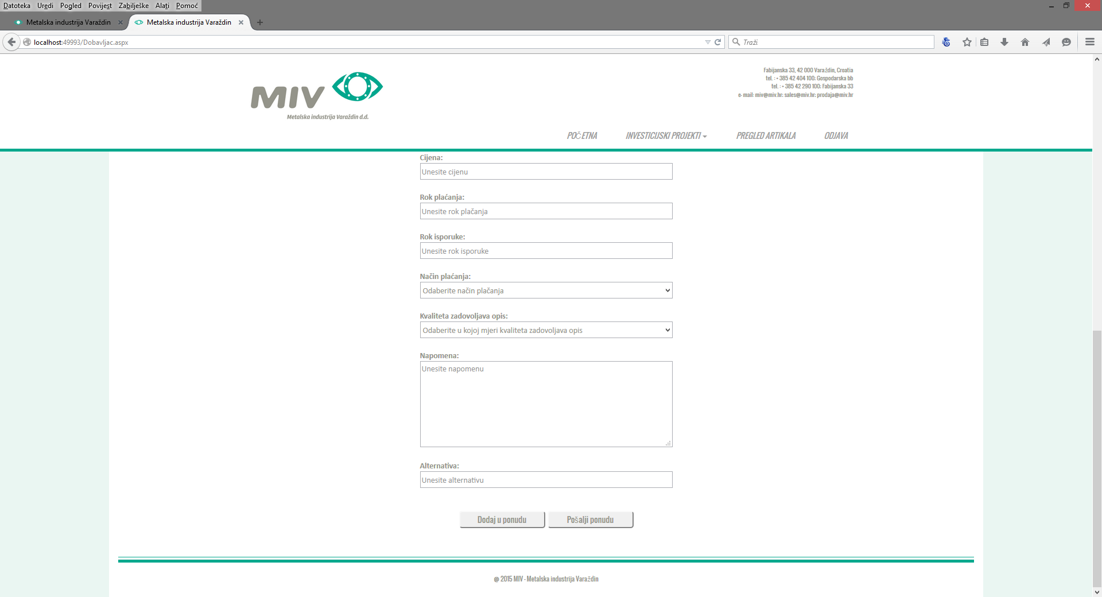 Datoteka Uredi Pogled Povijest Zabilješke Alati Pomoć
Metalska industrija Varaždin
Metalska industrija Varaždin
localhost:49993/Dobavljac.aspx
Traži
MIV
Metalska industrija Varaždin d.d.
Fabijanska 33, 42 000 Varaždin, Croatia
tel. :+ 385 42 404 100; Gospodarska bb
tel. :+ 385 42 290 100; Fabijanska 33
e- mail: miv@miv.hr; sales@miv.hr; prodaja@miv.hr
POČETNA INVESTICIJSKI PROJEKTI PREGLED ARTIKALA ODJAVA
Cijena:
Unesite cijenu
Rok plaćanja:
Unesite rok plaćanja
Rok isporuke:
Unesite rok isporuke
Način plaćanja:
Odaberite način plaćanja
Kvaliteta zadovoljava opis:
Odaberite u kojoj mjeri kvaliteta zadovoljava opis
Napomena:
Unesite napomenu
Alternativa:
Unesite alternativu
Dodaj u ponudu Pošalji ponudu
@ 2015 MIV - Metalska industrija Varaždin